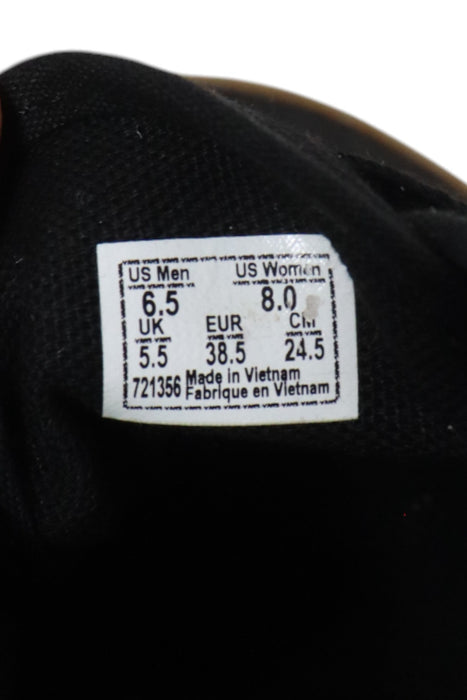 US Men US Women
6.5 8.0
UK EUR CM
5.5 38.5 24.5
721356 Made in Vietnam
Fabrique en Vietnam